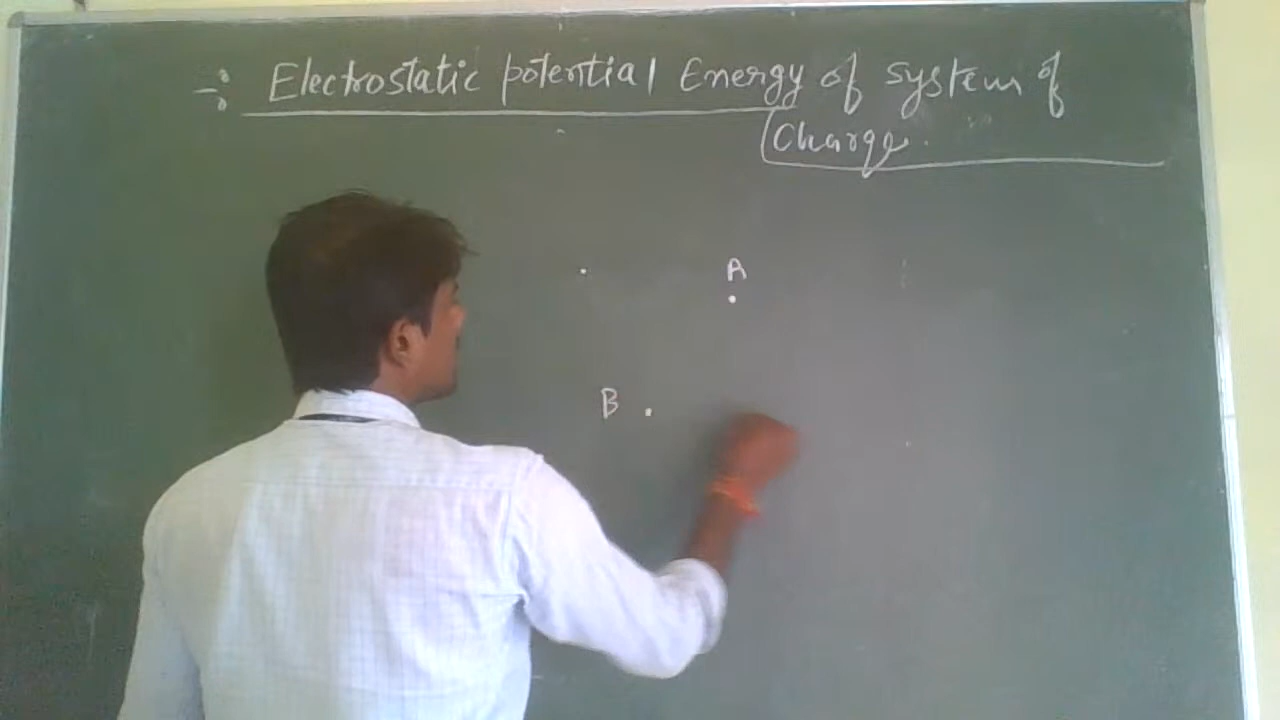 ÷ Electrostatic potential Energy of system of
Charge.
A
B